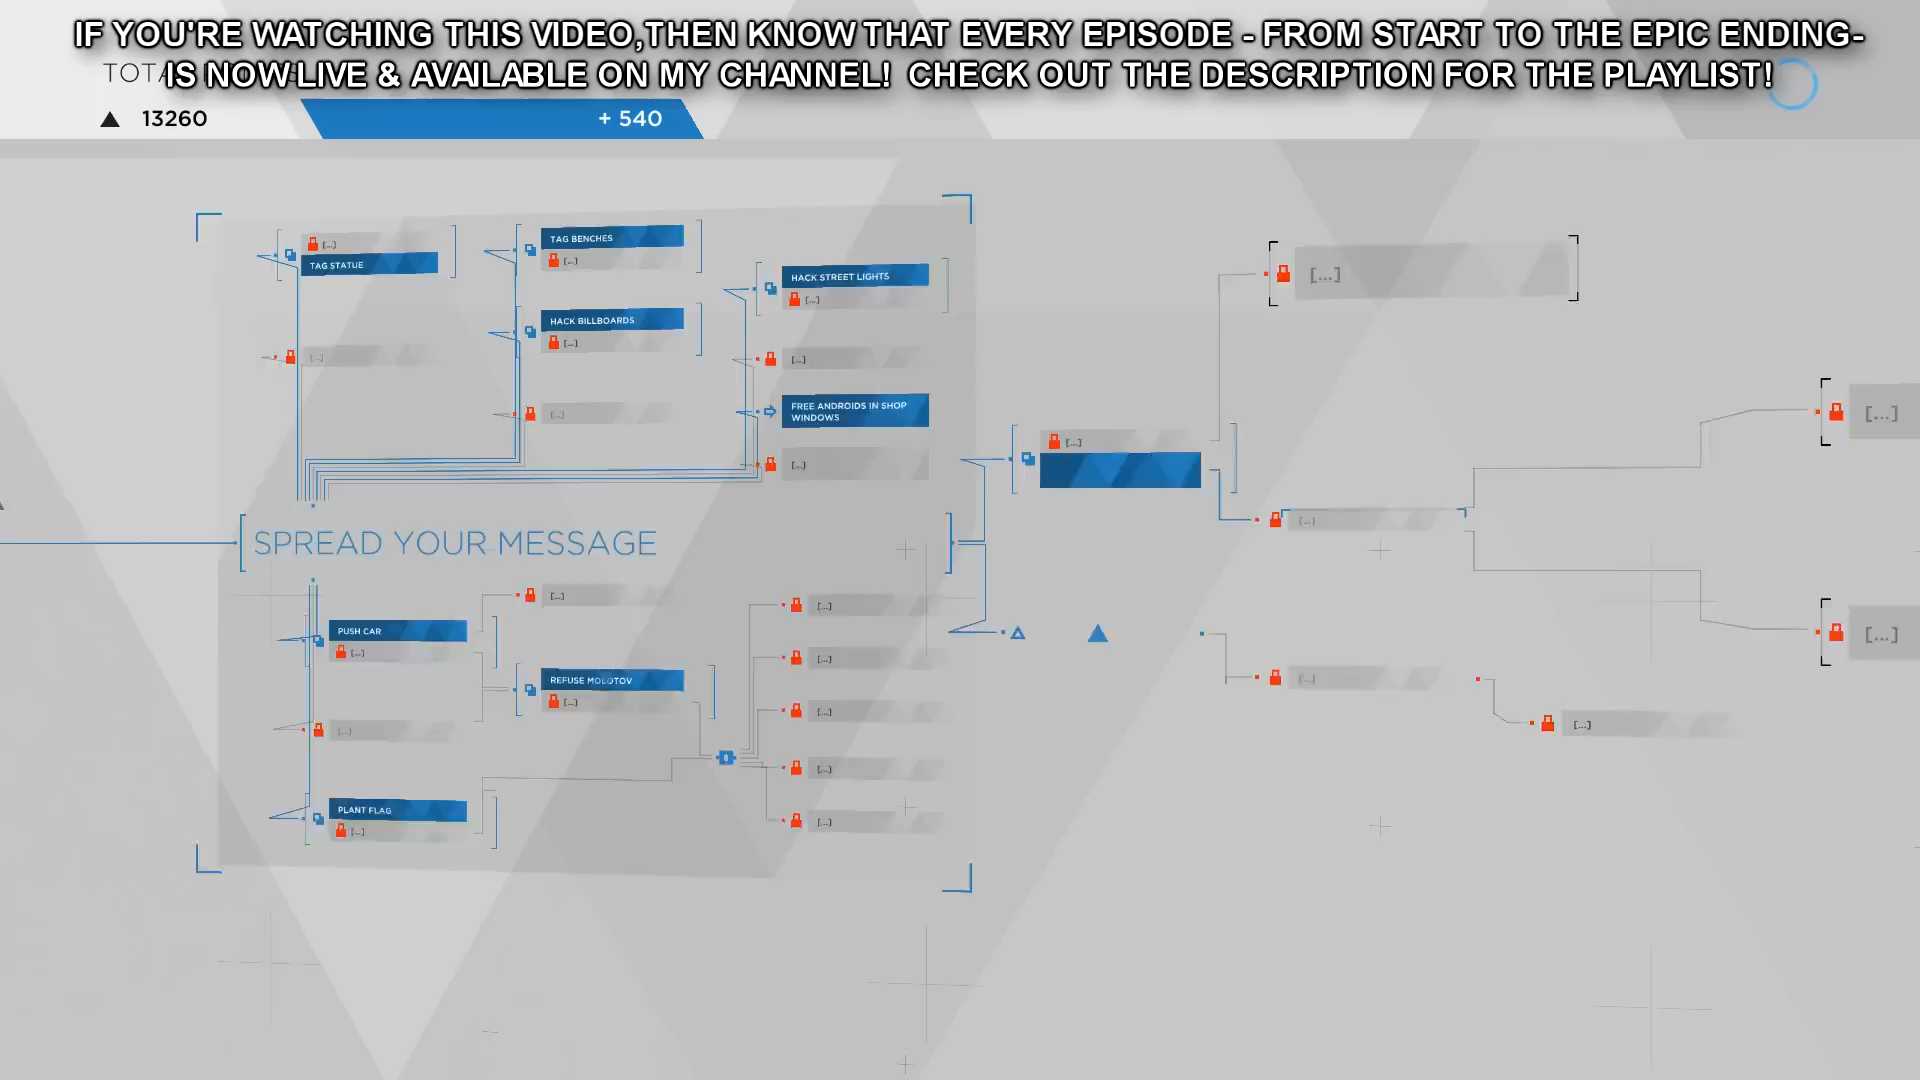 IF YOU'RE WATCHING THIS VIDEO,THEN KNOW THAT EVERY EPISODE - FROM START TO THE EPIC ENDING-
IS NOW LIVE & AVAILABLE ON MY CHANNEL! CHECK OUT THE DESCRIPTION FOR THE PLAYLIST!
13260
+ 540
[...]
TAG STATUE
TAG BENCHES
[...]
HACK STREET LIGHTS
[...]
[...]
HACK BILLBOARDS
[...]
[...]
[...]
[...]
FREE ANDROIDS IN SHOP
WINDOWS
[...]
[...]
[...]
[...]
[...]
SPREAD YOUR MESSAGE
PUSH CAR
[...]
[...]
REFUSE MOLOTOV
[...]
[...]
PLANT FLAG
[...]
[...]
[...]
[...]
[...]
[...]
[...]
[...]
[...]